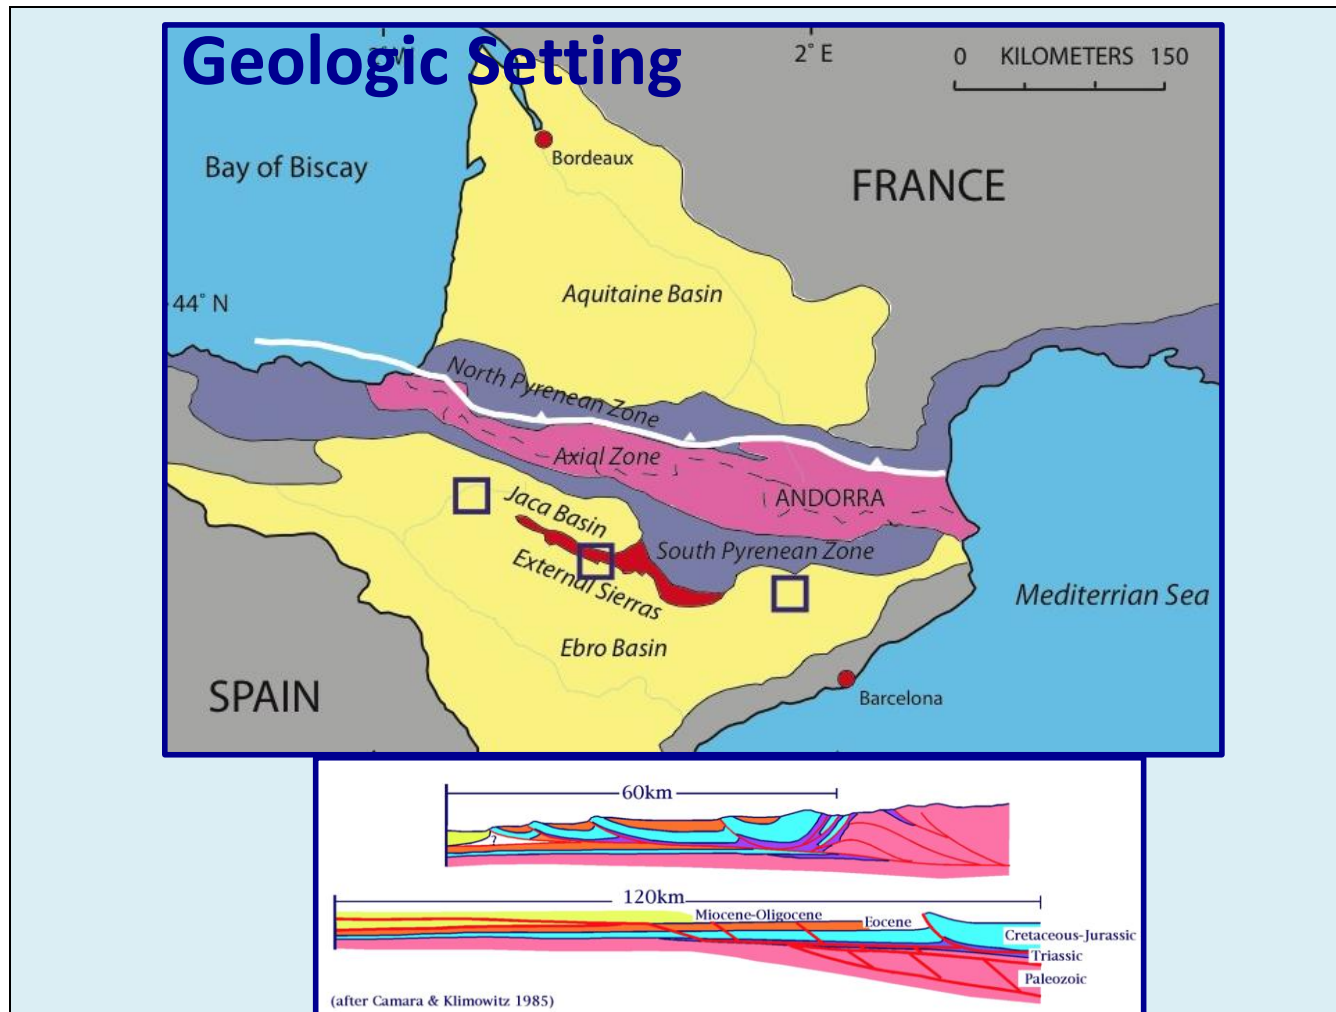 Geologic Setting
2° E
0 KILOMETERS 150
Bordeaux
Bay of Biscay
FRANCE
Aquitaine Basin
44° N
North Pyrenean Zone
Axial Zone
ANDORRA
Jaca Basin
South Pyrenean Zone
External Sierras
Mediterrian Sea
Ebro Basin
SPAIN
Barcelona
60km
?
120km
Miocene-Oligocene
Eocene
Cretaceous-Jurassic
Triassic
Paleozoic
(after Camara & Klimowitz 1985)